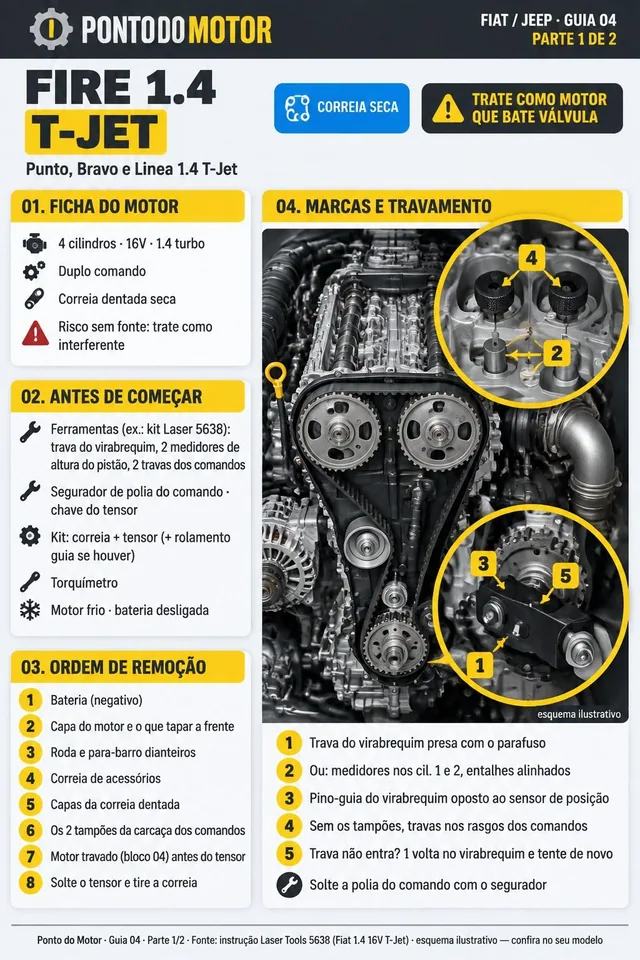 PONTO DO MOTOR
FIAT / JEEP · GUIA 04
PARTE 1 DE 2
FIRE 1.4
T-JET
Punto, Bravo e Linea 1.4 T-Jet
CORREIA SECA
TRATE COMO MOTOR
QUE BATE VÁLVULA
01. FICHA DO MOTOR
4 cilindros · 16V · 1.4 turbo
Duplo comando
Correia dentada seca
Risco sem fonte: trate como
interferente
02. ANTES DE COMEÇAR
Ferramentas (ex.: kit Laser 5638):
trava do virabrequim, 2 medidores de
altura do pistão, 2 travas dos comandos
Segurador de polia do comando ·
chave do tensor
Kit: correia + tensor (+ rolamento
guia se houver)
Torquímetro
Motor frio · bateria desligada
03. ORDEM DE REMOÇÃO
1 Bateria (negativo)
2 Capa do motor e o que tapar a frente
3 Roda e para-barro dianteiros
4 Correia de acessórios
5 Capas da correia dentada
6 Os 2 tampões da carcaça dos comandos
7 Motor travado (bloco 04) antes do tensor
8 Solte o tensor e tire a correia
04. MARCAS E TRAVAMENTO
4
2
3
5
1
esquema ilustrativo
1 Trava do virabrequim presa com o parafuso
2 Ou: medidores nos cil. 1 e 2, entalhes alinhados
3 Pino-guia do virabrequim oposto ao sensor de posição
4 Sem os tampões, travas nos rasgos dos comandos
5 Trava não entra? 1 volta no virabrequim e tente de novo
Solte a polia do comando com o segurador
Ponto do Motor · Guia 04 · Parte 1/2 · Fonte: instrução Laser Tools 5638 (Fiat 1.4 16V T-Jet) · esquema ilustrativo — confira no seu modelo